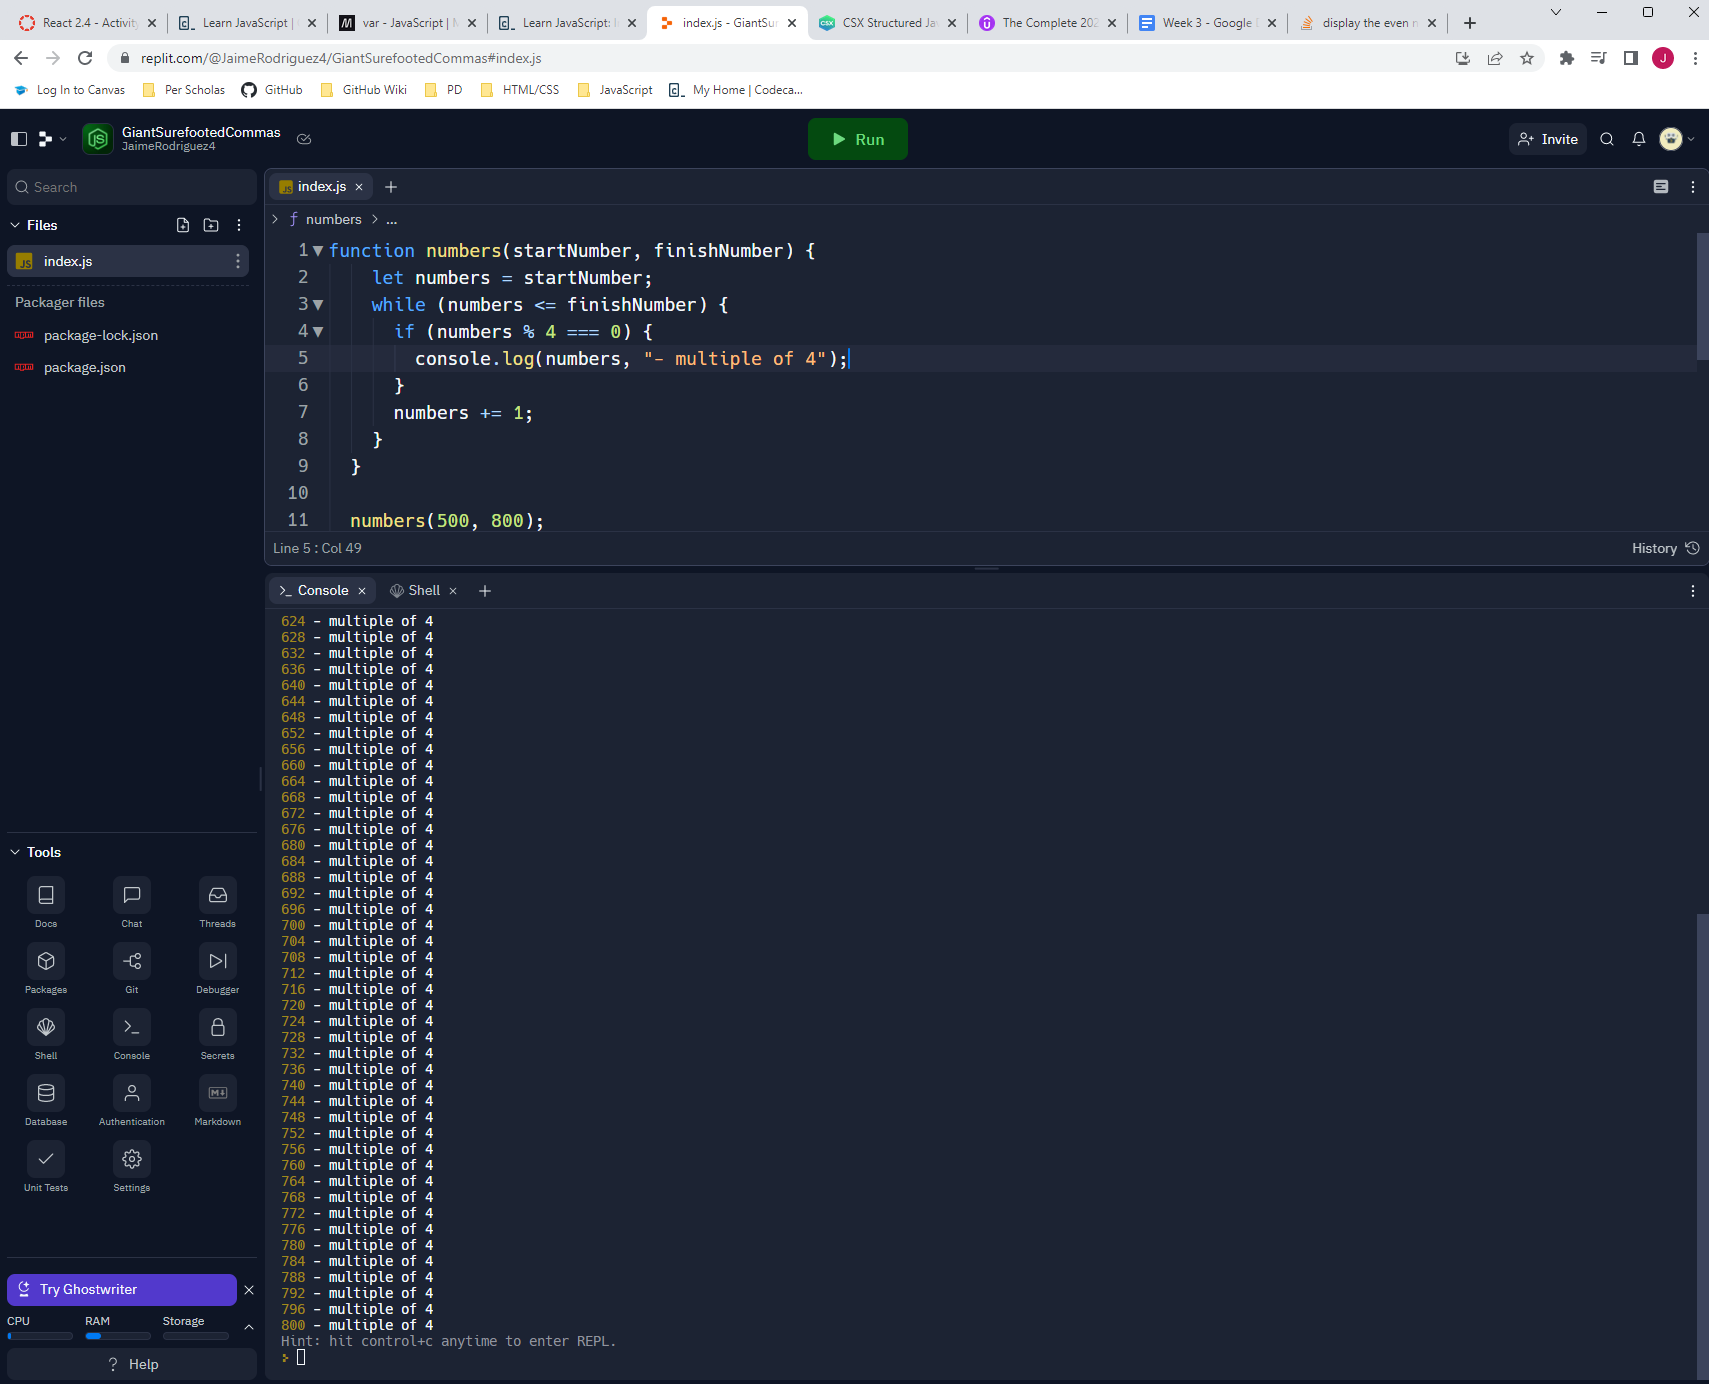 React 2.4 - Activity
Learn JavaScript |
var - JavaScript | M
Learn JavaScript: I
index.js - GiantSur
CSX Structured Ja
The Complete 202
Week 3 - Google
display the even n
replit.com/@JaimeRodriguez4/GiantSurefootedCommas#index.js
J
Log In to Canvas
Per Scholas
GitHub
GitHub Wiki
PD
HTML/CSS
JavaScript
My Home | Codeca...
GiantSurefootedCommas
JaimeRodriguez4
Run
Invite
Search
Files
index.js
Packager files
package-lock.json
package.json
index.js
numbers > ...
1 function numbers(startNumber, finishNumber) {
2 let numbers = startNumber;
3 while (numbers <= finishNumber) {
4 if (numbers % 4 === 0) {
5 console.log(numbers, "- multiple of 4");
6 }
7 numbers += 1;
8 }
9 }
10
11 numbers(500, 800);
Line 5 : Col 49
History
Console
Shell
624 - multiple of 4
628 - multiple of 4
632 - multiple of 4
636 - multiple of 4
640 - multiple of 4
644 - multiple of 4
648 - multiple of 4
652 - multiple of 4
656 - multiple of 4
660 - multiple of 4
664 - multiple of 4
668 - multiple of 4
672 - multiple of 4
676 - multiple of 4
680 - multiple of 4
684 - multiple of 4
688 - multiple of 4
692 - multiple of 4
696 - multiple of 4
700 - multiple of 4
704 - multiple of 4
708 - multiple of 4
712 - multiple of 4
716 - multiple of 4
720 - multiple of 4
724 - multiple of 4
728 - multiple of 4
732 - multiple of 4
736 - multiple of 4
740 - multiple of 4
744 - multiple of 4
748 - multiple of 4
752 - multiple of 4
756 - multiple of 4
760 - multiple of 4
764 - multiple of 4
768 - multiple of 4
772 - multiple of 4
776 - multiple of 4
780 - multiple of 4
784 - multiple of 4
788 - multiple of 4
792 - multiple of 4
796 - multiple of 4
800 - multiple of 4
Hint: hit control+c anytime to enter REPL.
Tools
Docs
Chat
Threads
Packages
Git
Debugger
Shell
Console
Secrets
Database
Authentication
Markdown
Unit Tests
Settings
Try Ghostwriter
CPU
RAM
Storage
? Help